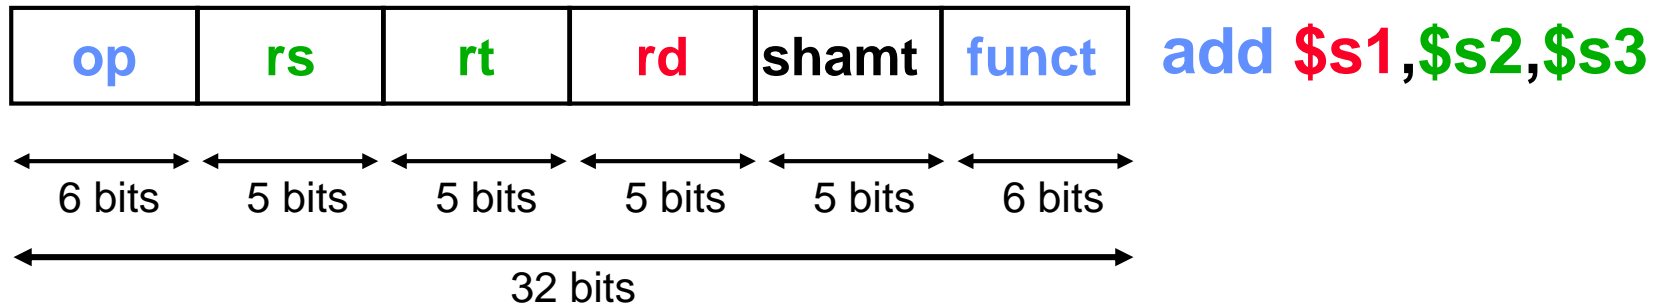 op rs rt rd shamt funct add $s1,$s2,$s3
6 bits 5 bits 5 bits 5 bits 5 bits 6 bits
32 bits